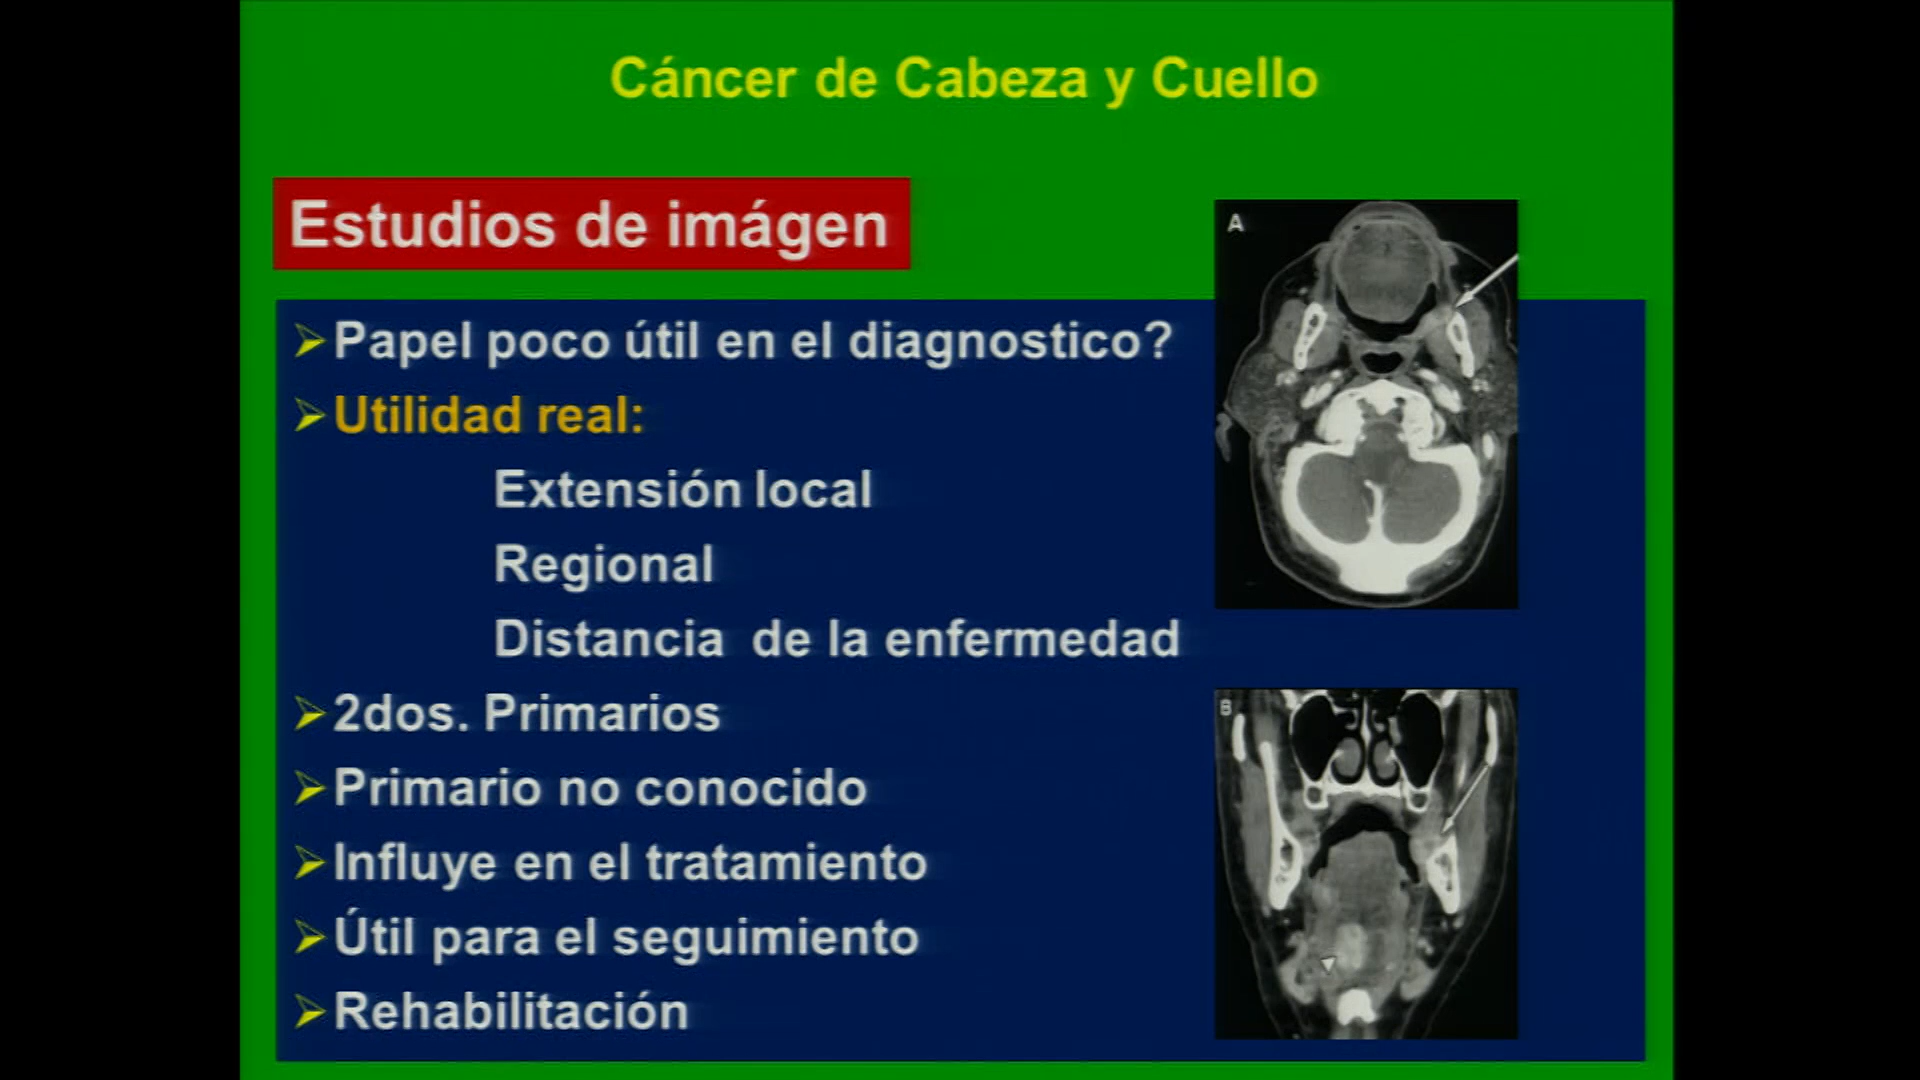 Cáncer de Cabeza y Cuello
Estudios de imágen
Papel poco útil en el diagnostico?
Utilidad real:
Extensión local
Regional
Distancia de la enfermedad
2dos. Primarios
Primario no conocido
Influye en el tratamiento
Útil para el seguimiento
Rehabilitación
A
B